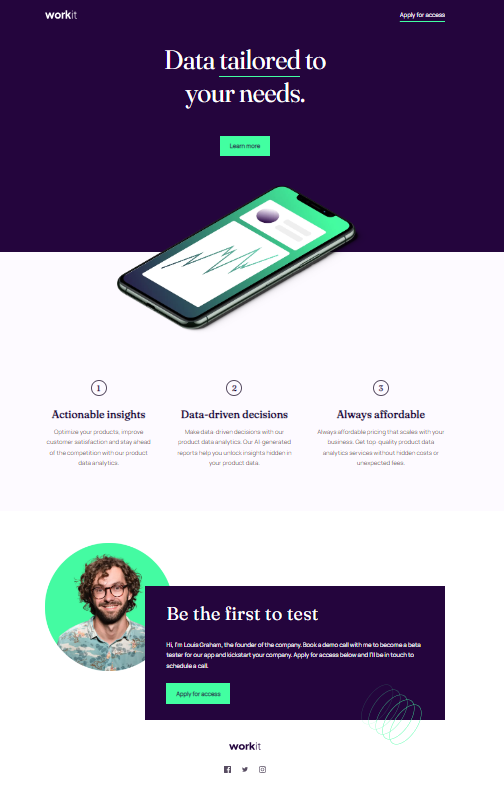 workit
Apply for access
Data tailored to
your needs.
Learn more
1
2
3
Actionable insights
Optimize your products, improve
customer satisfaction and stay ahead
of the competition with our product
data analytics.
Data-driven decisions
Make data-driven decisions with our
product data analytics. Our AI-generated
reports help you unlock insights hidden in
your product data.
Always affordable
Always affordable pricing that scales with your
business. Get top-quality product data
analytics services without hidden costs or
unexpected fees.
Be the first to test
Hi, I'm Louis Graham, the founder of the company. Book a demo call with me to become a beta
tester for our app and kickstart your company. Apply for access below and I'll be in touch to
schedule a call.
Apply for access
workit